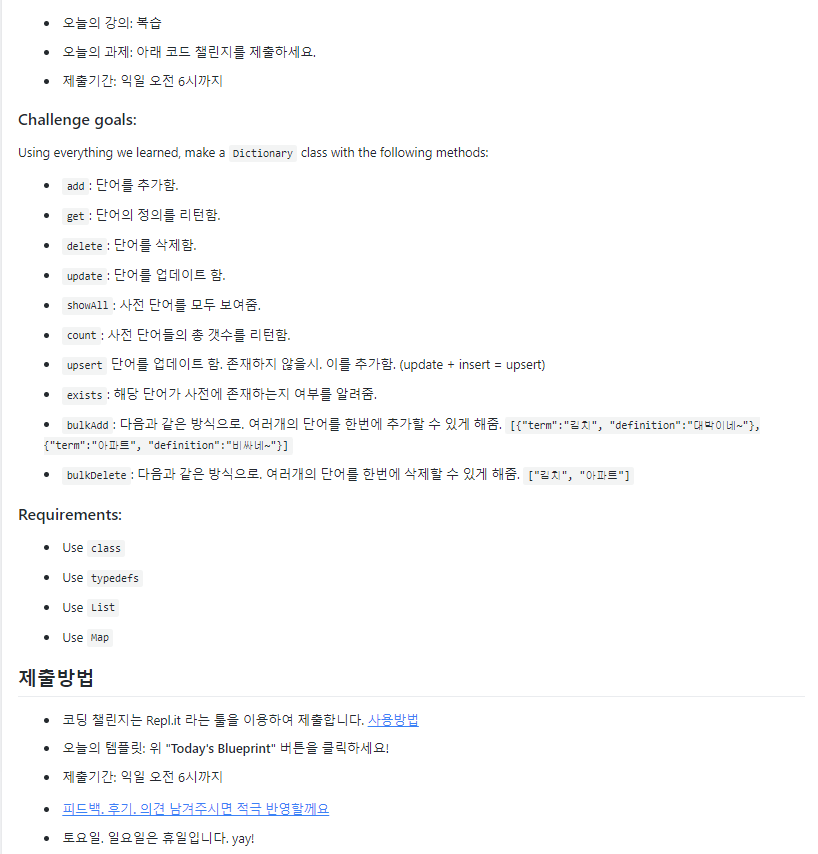 오늘의 강의: 복습
오늘의 과제: 아래 코드 챌린지를 제출하세요.
제출기간: 익일 오전 6시까지
Challenge goals:
Using everything we learned, make a Dictionary class with the following methods:
add : 단어를 추가함.
get : 단어의 정의를 리턴함.
delete : 단어를 삭제함.
update : 단어를 업데이트 함.
showAll : 사전 단어를 모두 보여줌.
count : 사전 단어들의 총 갯수를 리턴함.
upsert 단어를 업데이트 함. 존재하지 않을시. 이를 추가함. (update + insert = upsert)
exists : 해당 단어가 사전에 존재하는지 여부를 알려줌.
bulkAdd : 다음과 같은 방식으로. 여러개의 단어를 한번에 추가할 수 있게 해줌. [{"term":"김치", "definition":"대박이네~"},
{"term":"아파트", "definition":"비싸네~"}]
bulkDelete : 다음과 같은 방식으로. 여러개의 단어를 한번에 삭제할 수 있게 해줌. ["김치", "아파트"]
Requirements:
Use class
Use typedefs
Use List
Use Map
제출방법
코딩 챌린지는 Repl.it 라는 툴을 이용하여 제출합니다. 사용방법
오늘의 템플릿: 위 "Today's Blueprint" 버튼을 클릭하세요!
제출기간: 익일 오전 6시까지
피드백. 후기. 의견 남겨주시면 적극 반영할께요
토요일. 일요일은 휴일입니다. yay!